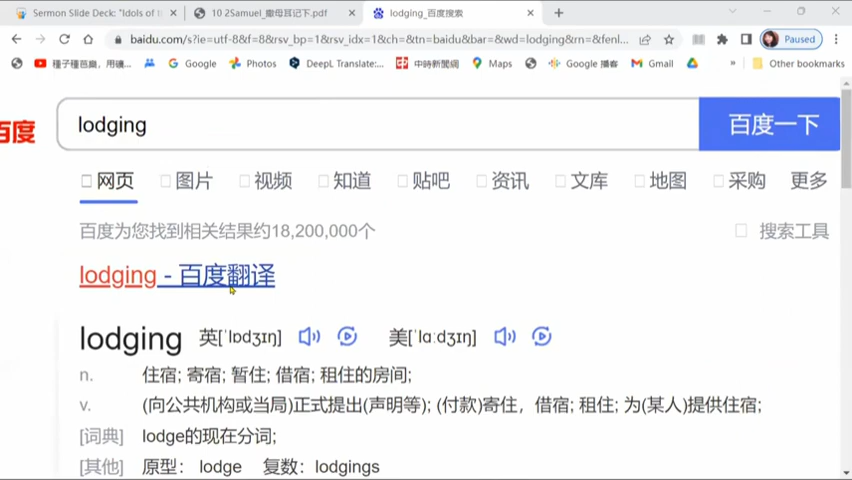 Sermon Slide Deck: "Idols of t
10 2Samuel_撒母耳记下.pdf
lodging_百度搜索
baidu.com/s?ie=utf-8&f=8&rsv_bp=1&rsv_idx=1&ch=&tn=baidu&bar=&wd=lodging&rn=&fenl...
Paused
種子種芭樂，用磯...
Google
Photos
DeepL Translate:...
中時新聞網
Maps
Google 播客
Gmail
»
Other bookmarks
百度
lodging
百度一下
网页 图片 视频 知道 贴吧 资讯 文库 地图 采购 更多
百度为您找到相关结果约18,200,000个
搜索工具
lodging - 百度翻译
lodging 英[ˈlɒdʒɪŋ] 美[ˈlɑːdʒɪŋ]
n. 住宿; 寄宿; 暂住; 借宿; 租住的房间;
v. (向公共机构或当局)正式提出(声明等); (付款)寄住，借宿; 租住; 为(某人)提供住宿;
[词典] lodge的现在分词;
[其他] 原型： lodge 复数：lodgings